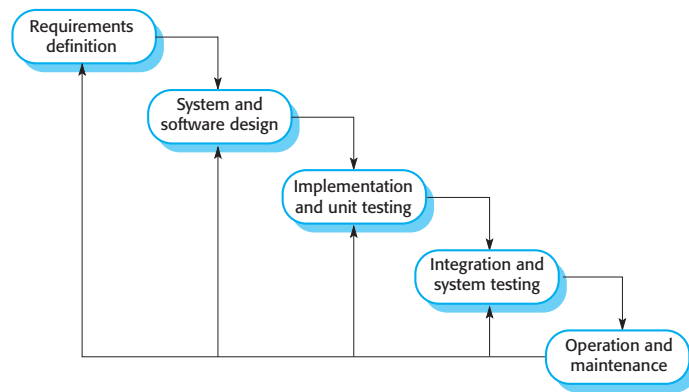 Requirements
definition
System and
software design
Implementation
and unit testing
Integration and
system testing
Operation and
maintenance